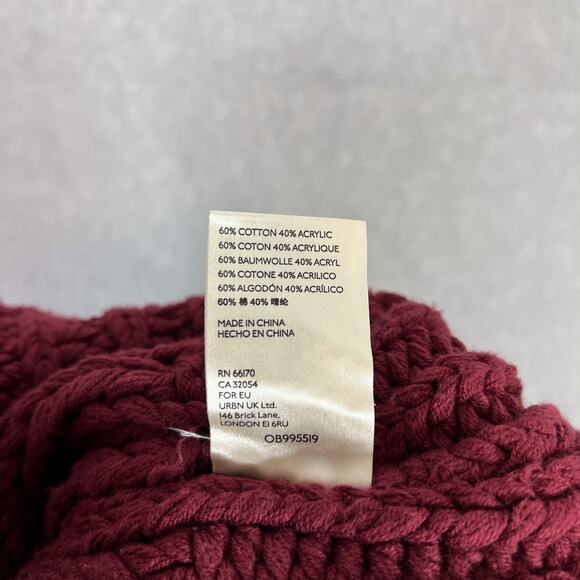 60% COTTON 40% ACRYLIC
60% COTON 40% ACRYLIQUE
60% BAUMWOLLE 40% ACRYL
60% COTONE 40% ACRILICO
60% ALGODÓN 40% ACRÍLICO
60% 棉 40% 晴纶
MADE IN CHINA
HECHO EN CHINA
RN 66170
CA 32054
FOR EU
URBN UK Ltd.
146 Brick Lane,
LONDON E1 6RU
OB995519